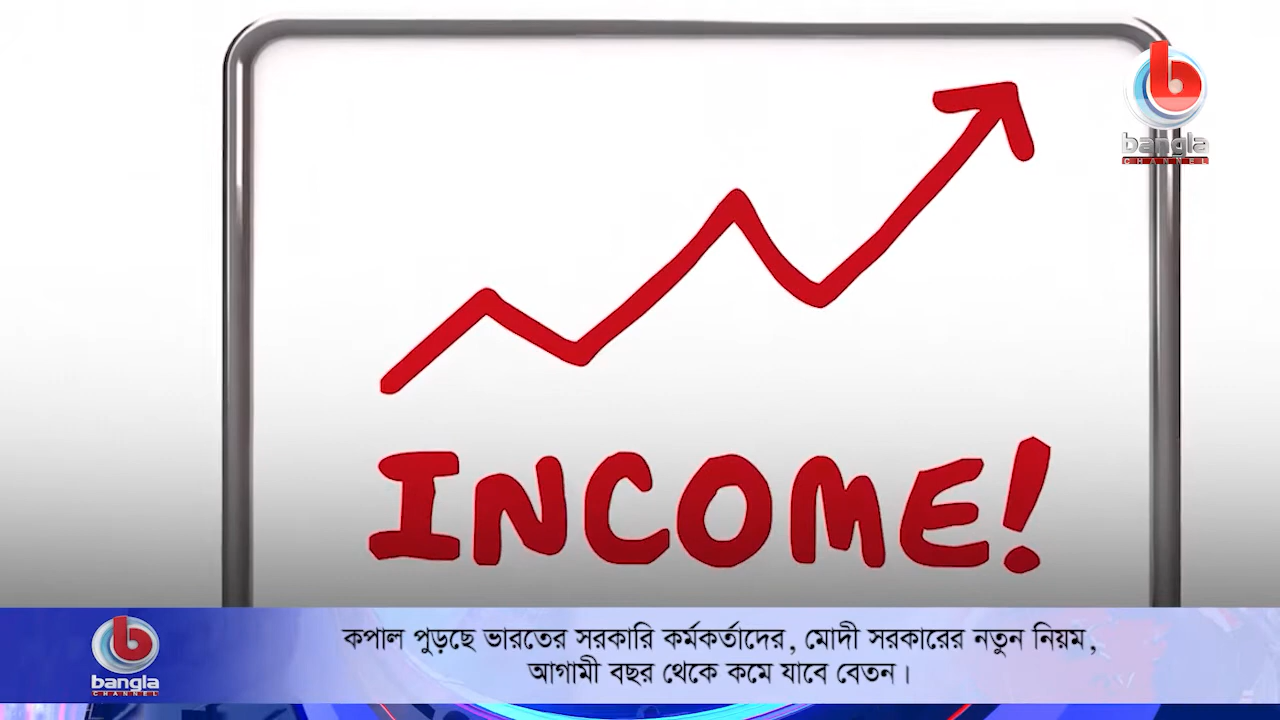 b
bangla
CHANNEL
INCOME!
b
bangla
CHANNEL
কপাল পুড়ছে ভারতের সরকারি কর্মকর্তাদের, মোদী সরকারের নতুন নিয়ম,
আগামী বছর থেকে কমে যাবে বেতন।